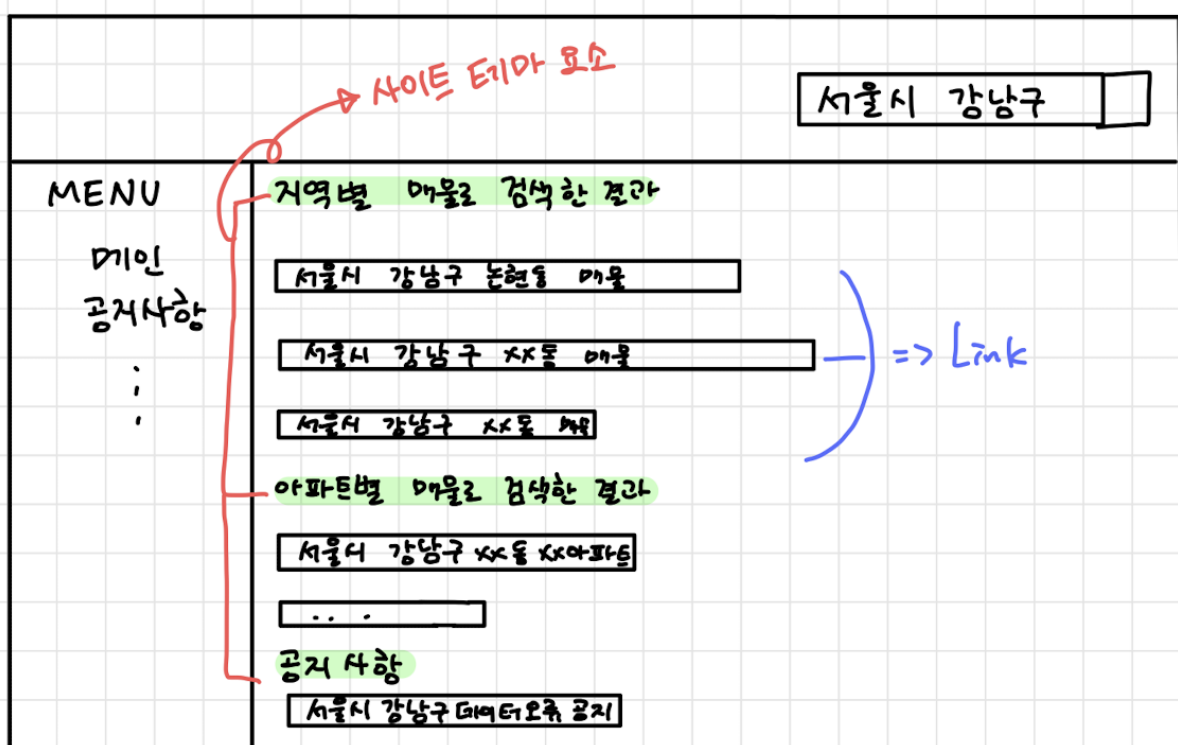 사이트 테마 요소
서울시 강남구
MENU
메인
공지사항
지역별 매물로 검색한 결과
서울시 강남구 논현동 매물
서울시 강남구 xx동 매물
서울시 강남구 xx동 매물
=> Link
아파트별 매물로 검색한 결과
서울시 강남구 xx동 xx아파트
...
공지사항
서울시 강남구 데이터오류 공지